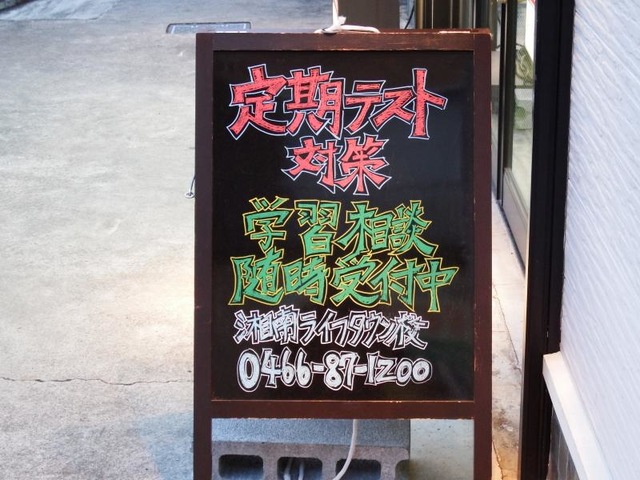 定期テスト
対策
学習相談
随時受付中
湘南ライフタウン校
0466-87-1200